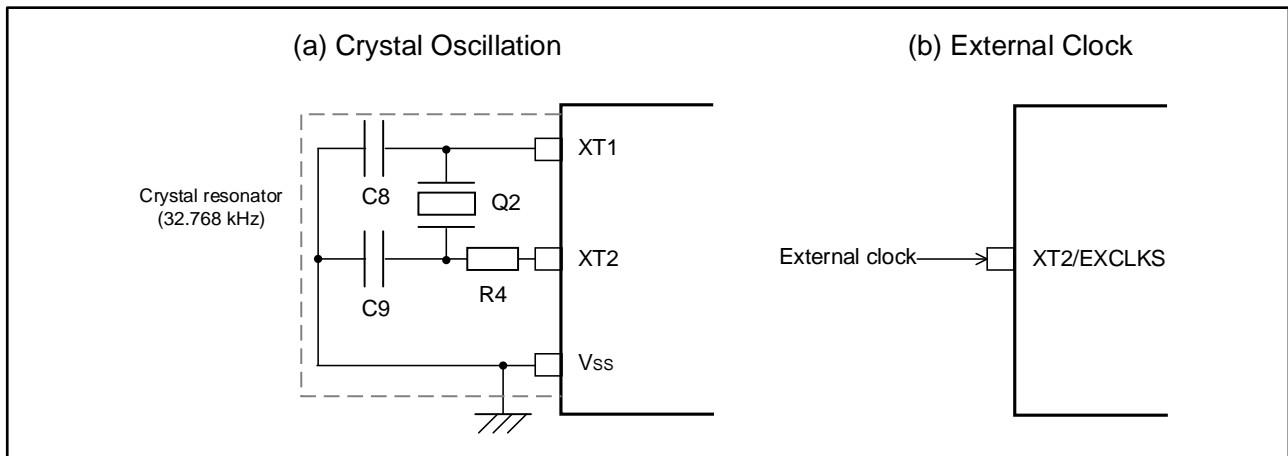 (a) Crystal Oscillation
(b) External Clock
XT1
C8
Q2
Crystal resonator
(32.768 kHz)
XT2
R4
C9
Vss
External clock
XT2/EXCLKS